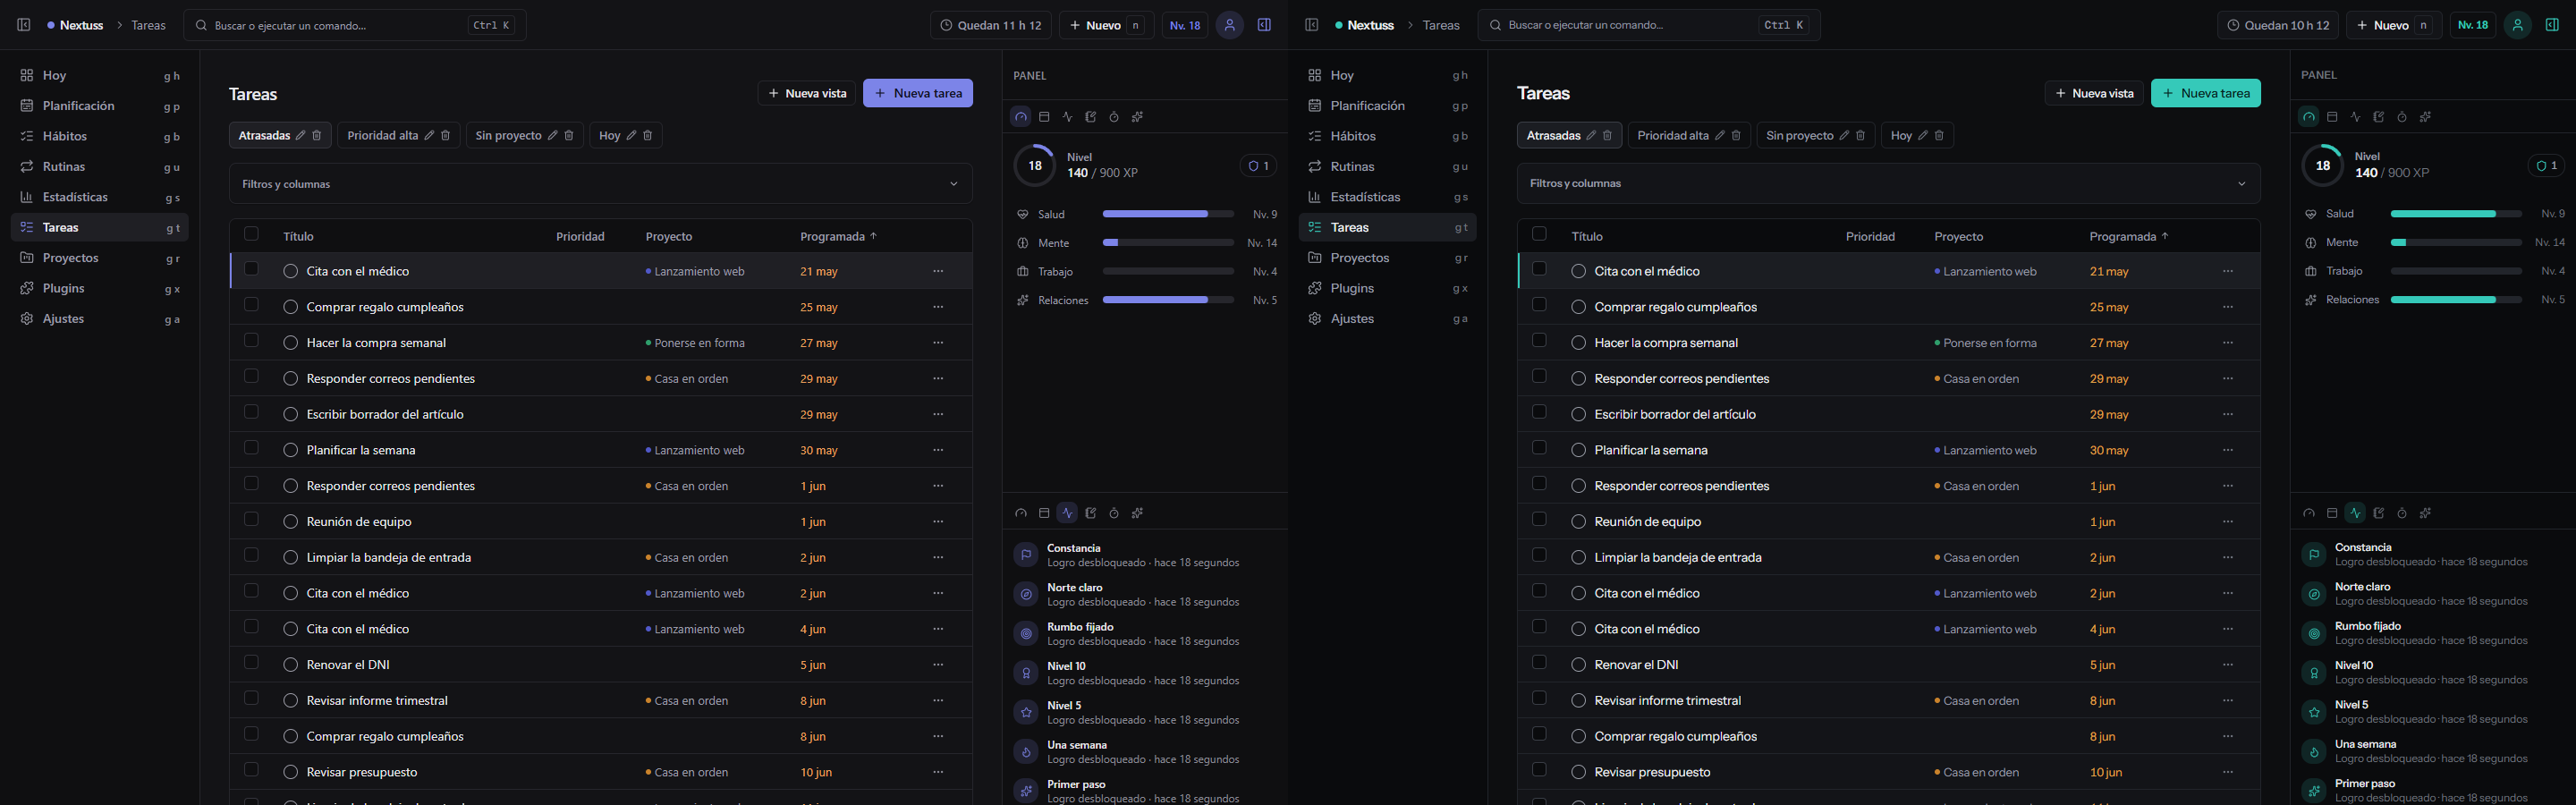 Nextuss > Tareas
Buscar o ejecutar un comando... Ctrl K
Quedan 11 h 12
+ Nuevo n
Nv. 18
Hoy g h
Planificación g p
Hábitos g b
Rutinas g u
Estadísticas g s
Tareas g t
Proyectos g r
Plugins g x
Ajustes g a
Tareas
+ Nueva vista
+ Nueva tarea
Atrasadas
Prioridad alta
Sin proyecto
Hoy
Filtros y columnas
Título Prioridad Proyecto Programada ↑
Cita con el médico Lanzamiento web 21 may
Comprar regalo cumpleaños 25 may
Hacer la compra semanal Ponerse en forma 27 may
Responder correos pendientes Casa en orden 29 may
Escribir borrador del artículo 29 may
Planificar la semana Lanzamiento web 30 may
Responder correos pendientes Casa en orden 1 jun
Reunión de equipo 1 jun
Limpiar la bandeja de entrada Casa en orden 2 jun
Cita con el médico Lanzamiento web 2 jun
Cita con el médico Lanzamiento web 4 jun
Renovar el DNI 5 jun
Revisar informe trimestral Casa en orden 8 jun
Comprar regalo cumpleaños 8 jun
Revisar presupuesto Casa en orden 10 jun
PANEL
18
Nivel
140 / 900 XP
1
Salud Nv. 9
Mente Nv. 14
Trabajo Nv. 4
Relaciones Nv. 5
Constancia
Logro desbloqueado · hace 18 segundos
Norte claro
Logro desbloqueado · hace 18 segundos
Rumbo fijado
Logro desbloqueado · hace 18 segundos
Nivel 10
Logro desbloqueado · hace 18 segundos
Nivel 5
Logro desbloqueado · hace 18 segundos
Una semana
Logro desbloqueado · hace 18 segundos
Primer paso
Logro desbloqueado · hace 18 segundos
Nextuss > Tareas
Buscar o ejecutar un comando... Ctrl K
Quedan 10 h 12
+ Nuevo n
Nv. 18
Hoy g h
Planificación g p
Hábitos g b
Rutinas g u
Estadísticas g s
Tareas g t
Proyectos g r
Plugins g x
Ajustes g a
Tareas
+ Nueva vista
+ Nueva tarea
Atrasadas
Prioridad alta
Sin proyecto
Hoy
Filtros y columnas
Título Prioridad Proyecto Programada ↑
Cita con el médico Lanzamiento web 21 may
Comprar regalo cumpleaños 25 may
Hacer la compra semanal Ponerse en forma 27 may
Responder correos pendientes Casa en orden 29 may
Escribir borrador del artículo 29 may
Planificar la semana Lanzamiento web 30 may
Responder correos pendientes Casa en orden 1 jun
Reunión de equipo 1 jun
Limpiar la bandeja de entrada Casa en orden 2 jun
Cita con el médico Lanzamiento web 2 jun
Cita con el médico Lanzamiento web 4 jun
Renovar el DNI 5 jun
Revisar informe trimestral Casa en orden 8 jun
Comprar regalo cumpleaños 8 jun
Revisar presupuesto Casa en orden 10 jun
PANEL
18
Nivel
140 / 900 XP
1
Salud Nv. 9
Mente Nv. 14
Trabajo Nv. 4
Relaciones Nv. 5
Constancia
Logro desbloqueado · hace 18 segundos
Norte claro
Logro desbloqueado · hace 18 segundos
Rumbo fijado
Logro desbloqueado · hace 18 segundos
Nivel 10
Logro desbloqueado · hace 18 segundos
Nivel 5
Logro desbloqueado · hace 18 segundos
Una semana
Logro desbloqueado · hace 18 segundos
Primer paso
Logro desbloqueado · hace 18 segundos